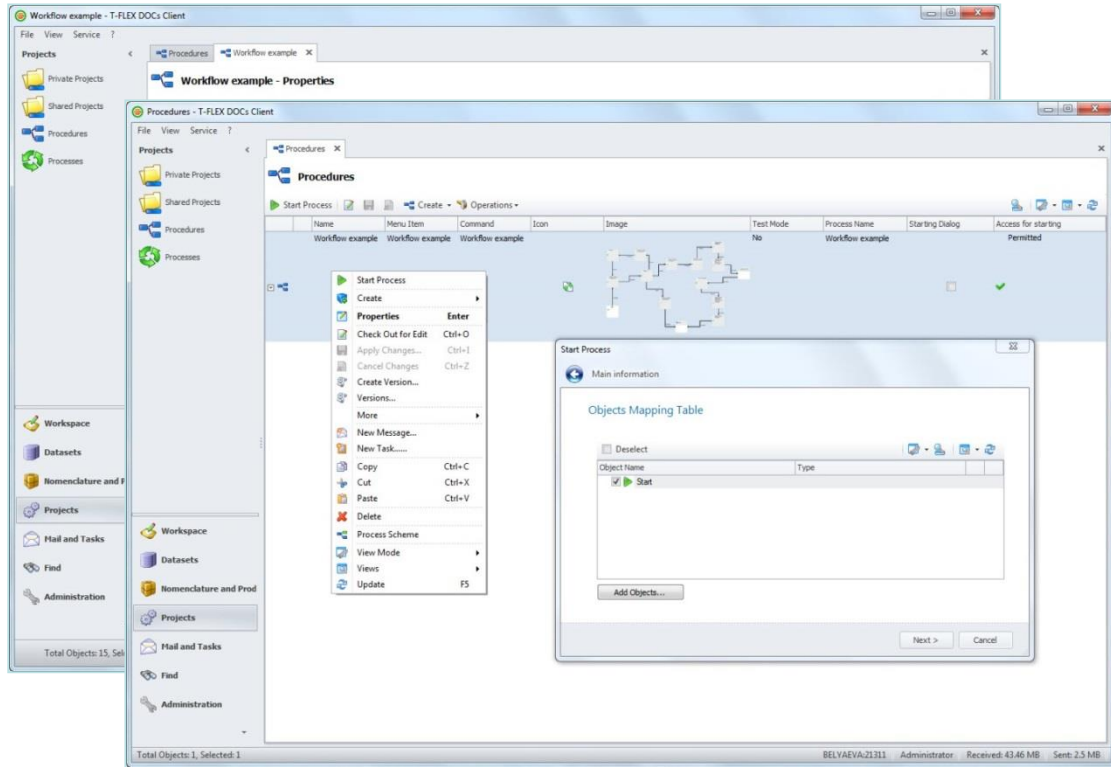 Workflow example - T-FLEX DOCs Client
File View Service ?
Projects
Procedures
Workflow example
Private Projects
Workflow example - Properties
Shared Projects
Procedures
Processes
Workspace
Datasets
Nomenclature and P
Projects
Mail and Tasks
Find
Administration
Total Objects: 15, Sel
Procedures - T-FLEX DOCs Client
File View Service ?
Projects
Procedures
Private Projects
Shared Projects
Procedures
Processes
Procedures
Start Process Create Operations
Name Menu Item Command Icon Image Test Mode Process Name Starting Dialog Access for starting
Workflow example Workflow example Workflow example No Workflow example Permitted
Start Process
Create
Properties Enter
Check Out for Edit Ctrl+O
Apply Changes... Ctrl+I
Cancel Changes Ctrl+Z
Create Version...
Versions...
More
New Message...
New Task......
Copy Ctrl+C
Cut Ctrl+X
Paste Ctrl+V
Delete
Process Scheme
View Mode
Views
Update F5
Start Process
Main information
Objects Mapping Table
Deselect
Object Name Type
Start
Add Objects...
Next > Cancel
Workspace
Datasets
Nomenclature and Prod
Projects
Mail and Tasks
Find
Administration
Total Objects: 1, Selected: 1 BELYAEVA:21311 Administrator Received: 43.46 MB Sent: 2.5 MB